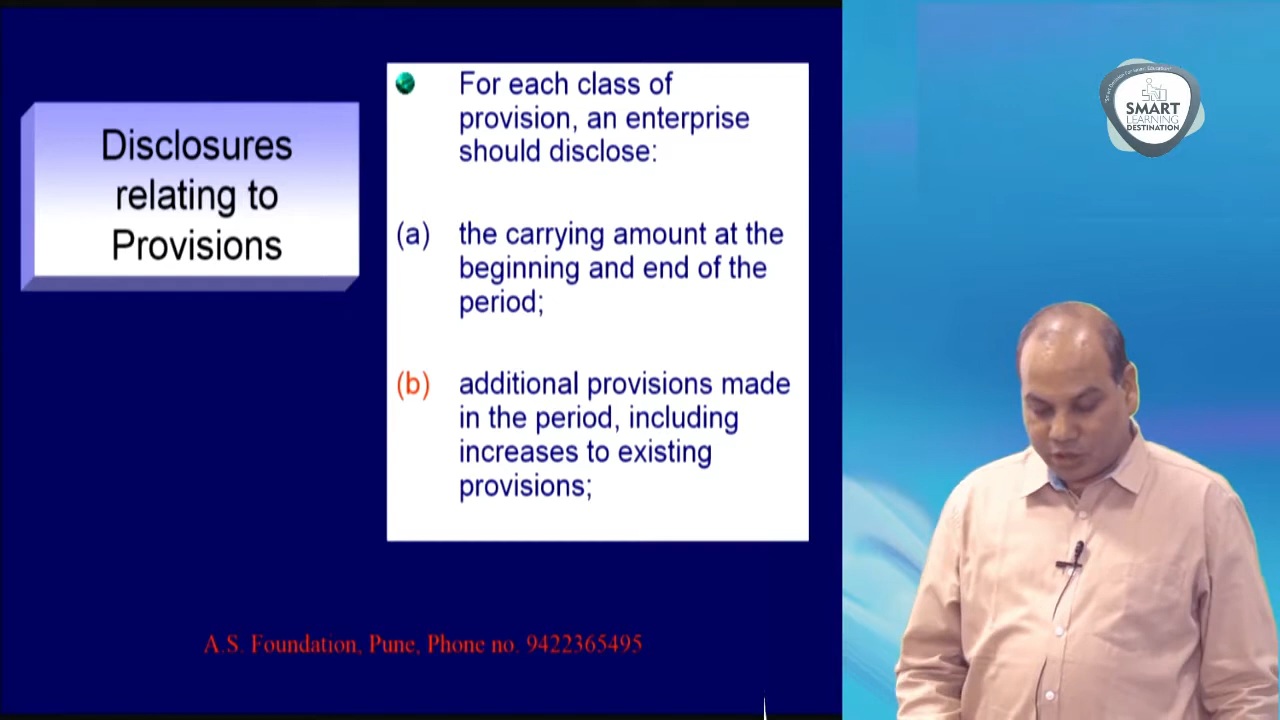 Disclosures
relating to
Provisions
For each class of
provision, an enterprise
should disclose:
(a) the carrying amount at the
beginning and end of the
period;
(b) additional provisions made
in the period, including
increases to existing
provisions;
A.S. Foundation, Pune, Phone no. 9422365495
SMART
LEARNING
DESTINATION